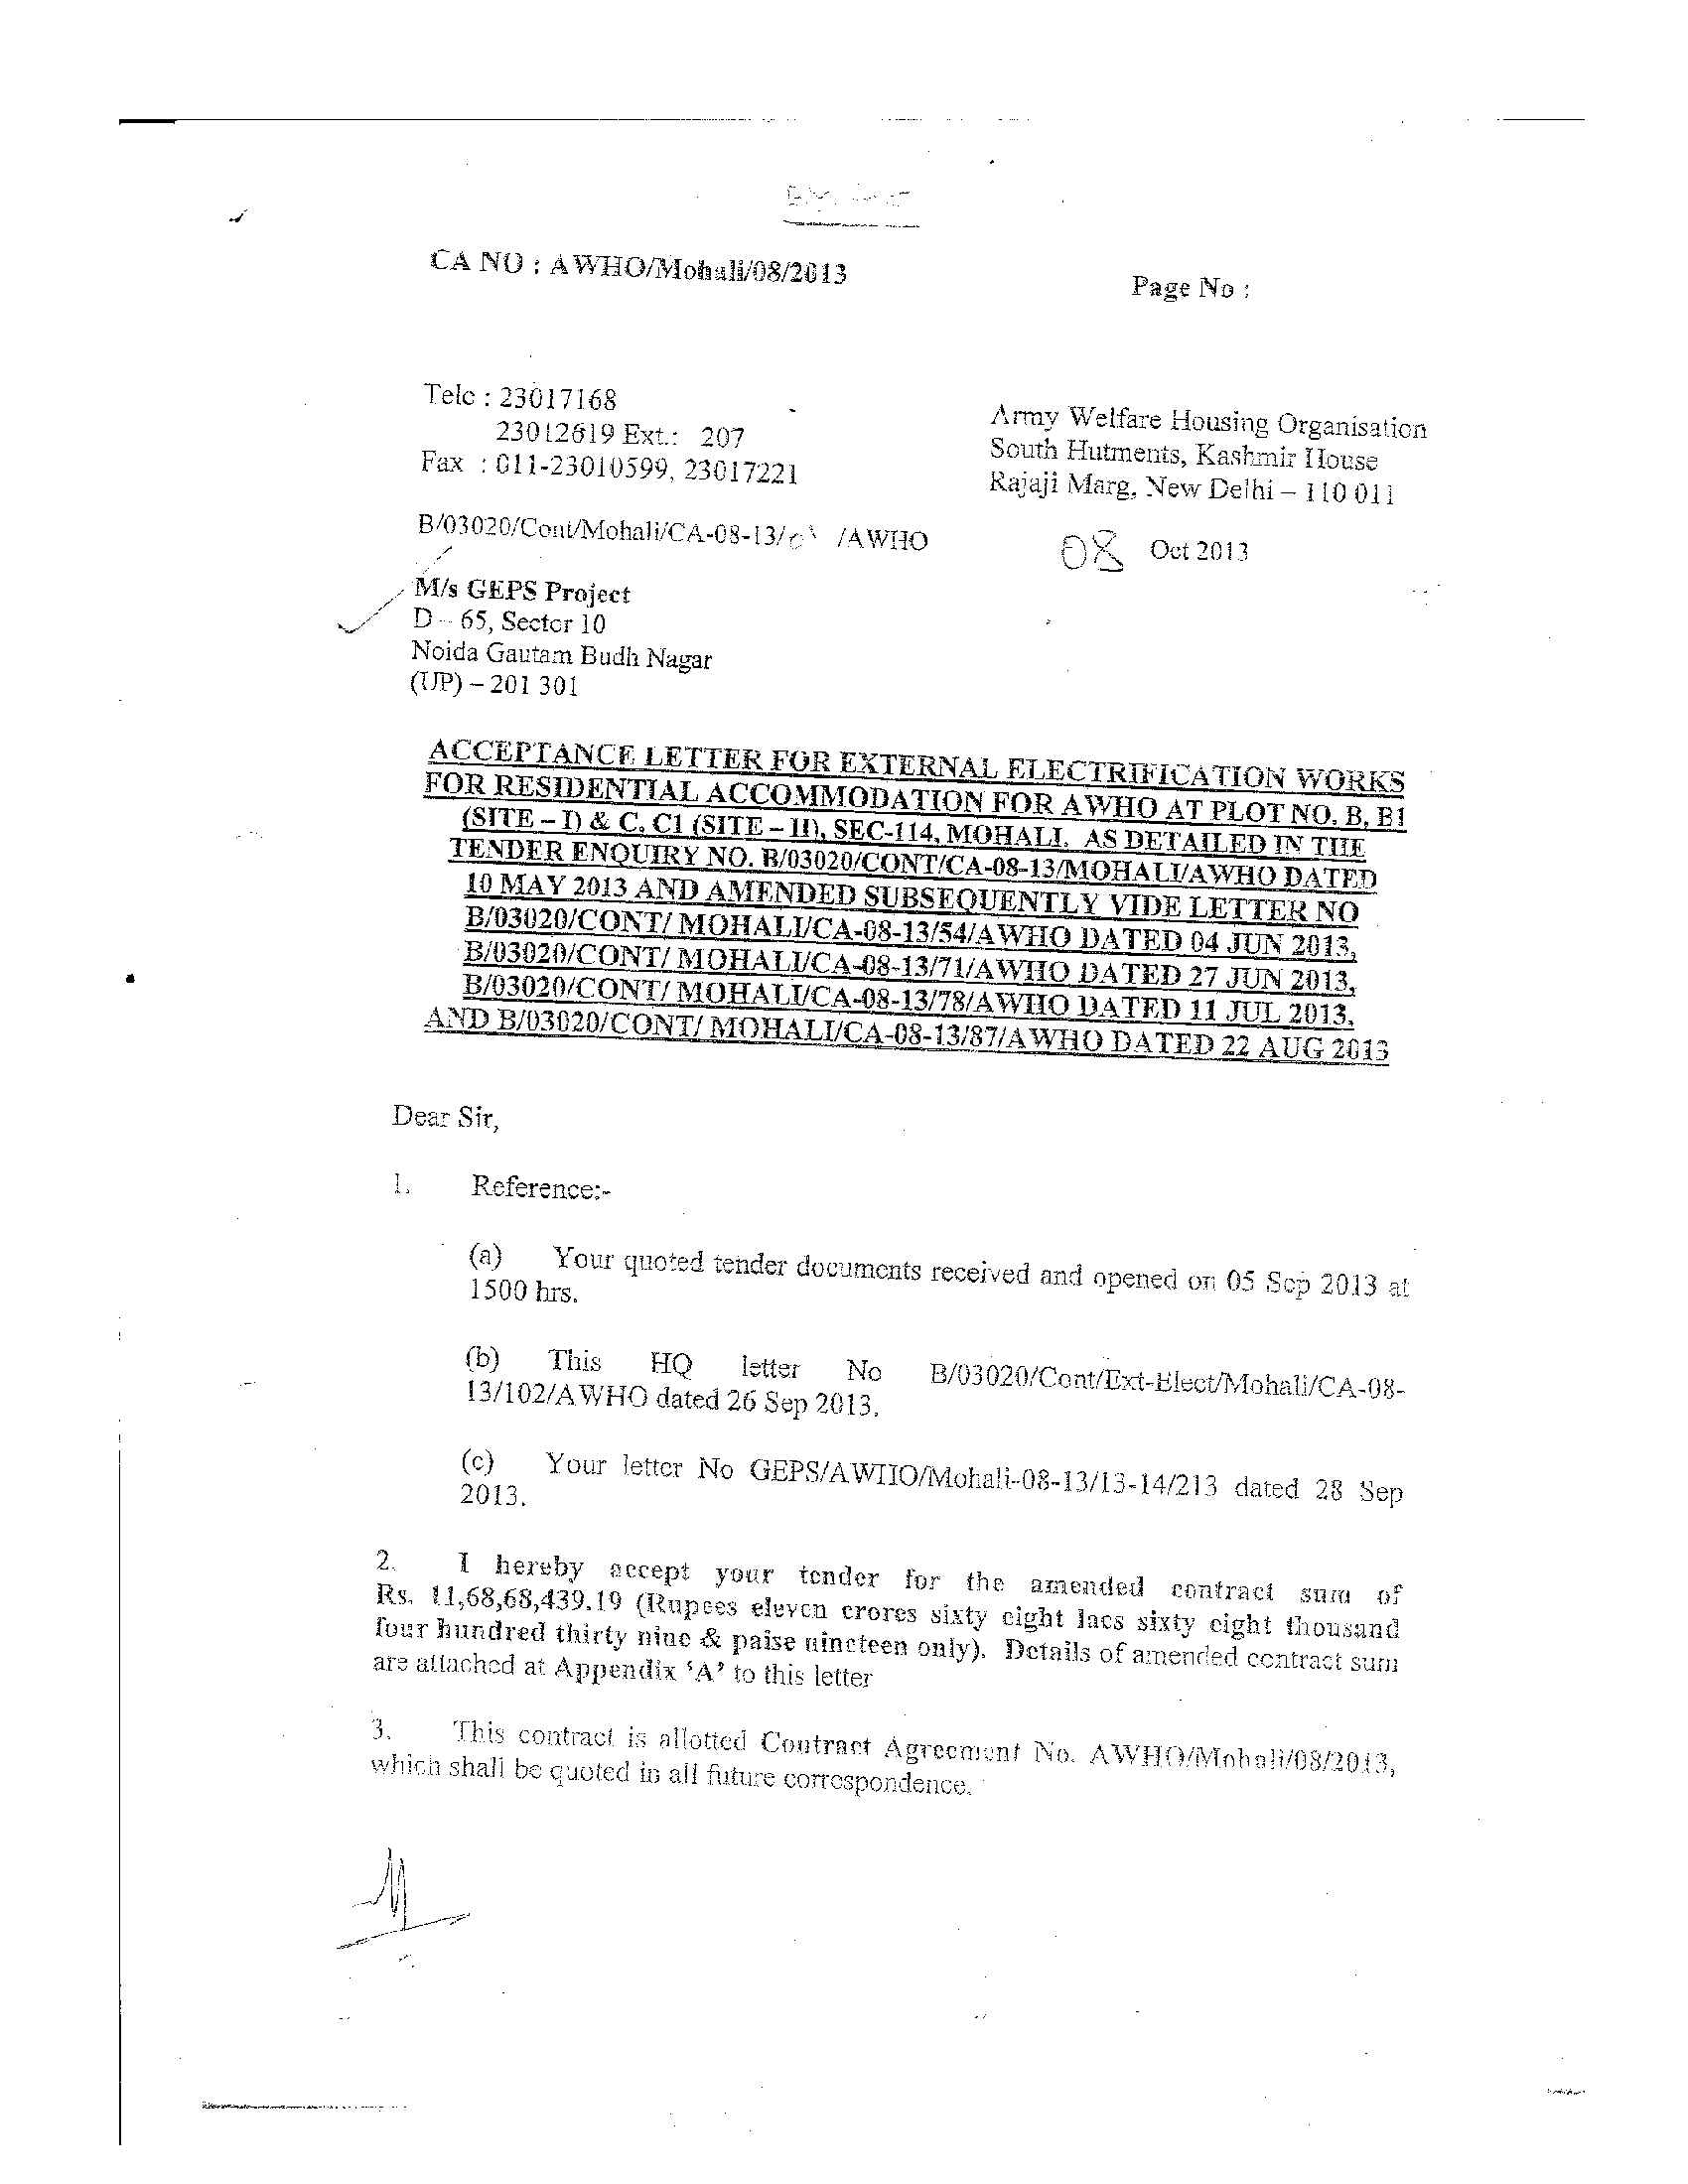 CA NO : AWHO/Mohali/08/2013 Page No :
Tele : 23017168 Army Welfare Housing Organisation
23012619 Ext.: 207 South Hutments, Kashmir House
Fax : 011-23010599, 23017221 Rajaji Marg, New Delhi – 110 011
B/03020/Cont/Mohali/CA-08-13/ /AWHO 08 Oct 2013
M/s GEPS Project
D – 65, Sector 10
Noida Gautam Budh Nagar
(UP) – 201 301
ACCEPTANCE LETTER FOR EXTERNAL ELECTRIFICATION WORKS
FOR RESIDENTIAL ACCOMMODATION FOR AWHO AT PLOT NO. B, B1
(SITE – I) & C, C1 (SITE – II), SEC-114, MOHALI, AS DETAILED IN THE
TENDER ENQUIRY NO. B/03020/CONT/CA-08-13/MOHALI/AWHO DATED
10 MAY 2013 AND AMENDED SUBSEQUENTLY VIDE LETTER NO
B/03020/CONT/ MOHALI/CA-08-13/54/AWHO DATED 04 JUN 2013,
B/03020/CONT/ MOHALI/CA-08-13/71/AWHO DATED 27 JUN 2013,
B/03020/CONT/ MOHALI/CA-08-13/78/AWHO DATED 11 JUL 2013,
AND B/03020/CONT/ MOHALI/CA-08-13/87/AWHO DATED 22 AUG 2013
Dear Sir,
1. Reference:-
(a) Your quoted tender documents received and opened on 05 Sep 2013 at
1500 hrs.
(b) This HQ letter No B/03020/Cont/Ext-Elect/Mohali/CA-08-
13/102/AWHO dated 26 Sep 2013.
(c) Your letter No GEPS/AWHO/Mohali-08-13/13-14/213 dated 28 Sep
2013.
2. I hereby accept your tender for the amended contract sum of
Rs. 11,68,68,439.19 (Rupees eleven crores sixty eight lacs sixty eight thousand
four hundred thirty nine & paise nineteen only). Details of amended contract sum
are attached at Appendix 'A' to this letter
3. This contract is allotted Contract Agreement No. AWHO/Mohali/08/2013,
which shall be quoted in all future correspondence.